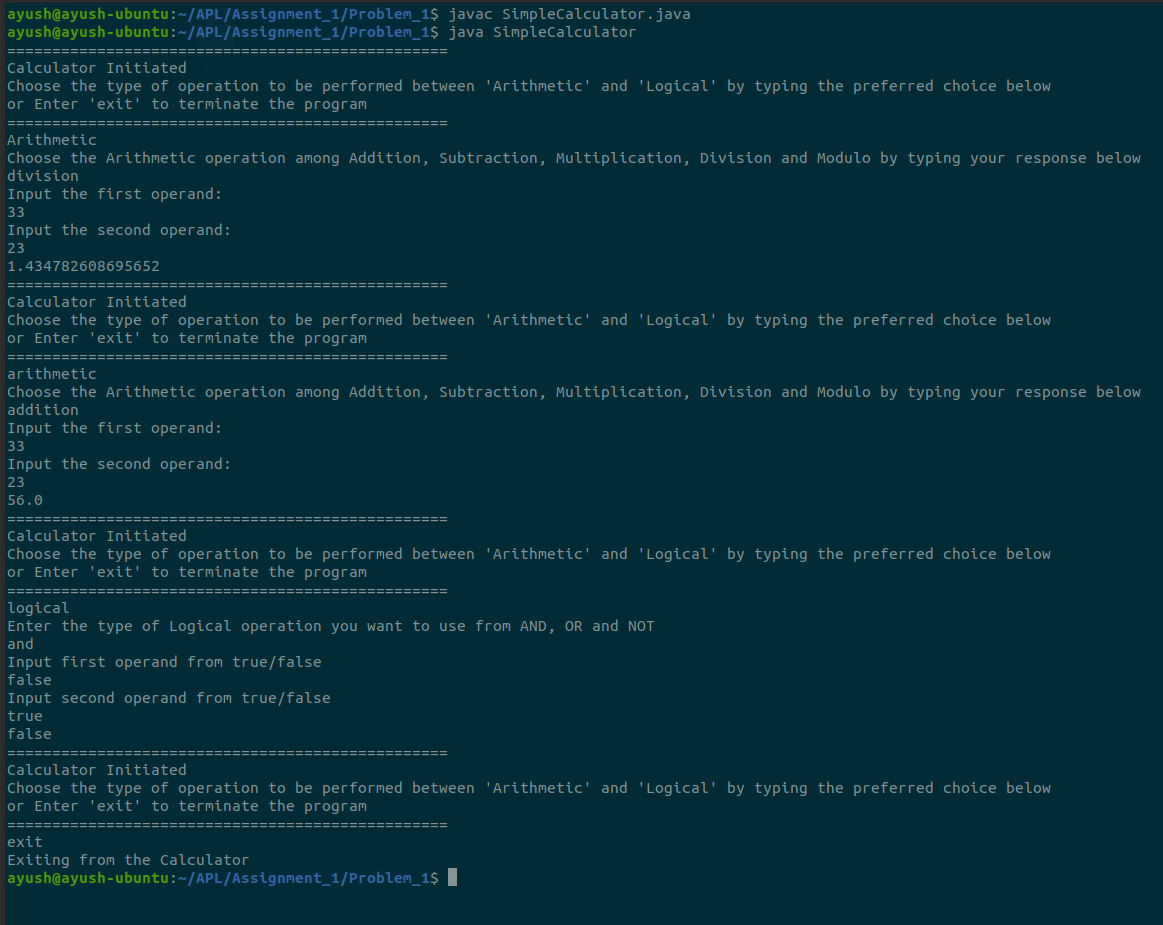 ayush@ayush-ubuntu:~/APL/Assignment_1/Problem_1$ javac SimpleCalculator.java
ayush@ayush-ubuntu:~/APL/Assignment_1/Problem_1$ java SimpleCalculator
=================================================
Calculator Initiated
Choose the type of operation to be performed between 'Arithmetic' and 'Logical' by typing the preferred choice below
or Enter 'exit' to terminate the program
=================================================
Arithmetic
Choose the Arithmetic operation among Addition, Subtraction, Multiplication, Division and Modulo by typing your response below
division
Input the first operand:
33
Input the second operand:
23
1.434782608695652
=================================================
Calculator Initiated
Choose the type of operation to be performed between 'Arithmetic' and 'Logical' by typing the preferred choice below
or Enter 'exit' to terminate the program
=================================================
arithmetic
Choose the Arithmetic operation among Addition, Subtraction, Multiplication, Division and Modulo by typing your response below
addition
Input the first operand:
33
Input the second operand:
23
56.0
=================================================
Calculator Initiated
Choose the type of operation to be performed between 'Arithmetic' and 'Logical' by typing the preferred choice below
or Enter 'exit' to terminate the program
=================================================
logical
Enter the type of Logical operation you want to use from AND, OR and NOT
and
Input first operand from true/false
false
Input second operand from true/false
true
false
=================================================
Calculator Initiated
Choose the type of operation to be performed between 'Arithmetic' and 'Logical' by typing the preferred choice below
or Enter 'exit' to terminate the program
=================================================
exit
Exiting from the Calculator
ayush@ayush-ubuntu:~/APL/Assignment_1/Problem_1$